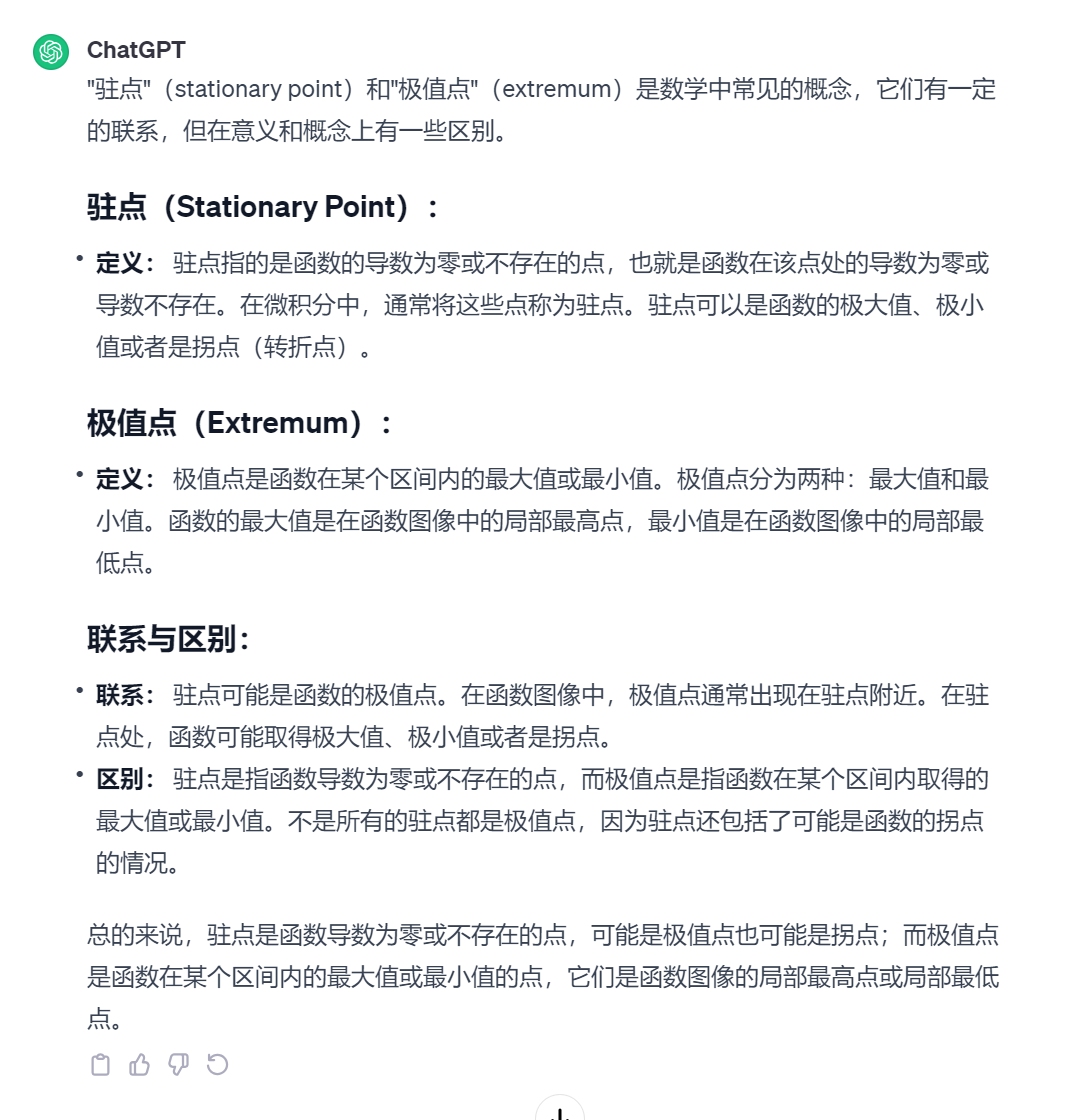 ChatGPT
"驻点"（stationary point）和"极值点"（extremum）是数学中常见的概念，它们有一定
的联系，但在意义和概念上有一些区别。
驻点（Stationary Point）：
• 定义： 驻点指的是函数的导数为零或不存在的点，也就是函数在该点处的导数为零或
导数不存在。在微积分中，通常将这些点称为驻点。驻点可以是函数的极大值、极小
值或者是拐点（转折点）。
极值点（Extremum）：
• 定义： 极值点是函数在某个区间内的最大值或最小值。极值点分为两种：最大值和最
小值。函数的最大值是在函数图像中的局部最高点，最小值是在函数图像中的局部最
低点。
联系与区别：
• 联系： 驻点可能是函数的极值点。在函数图像中，极值点通常出现在驻点附近。在驻
点处，函数可能取得极大值、极小值或者是拐点。
• 区别： 驻点是指函数导数为零或不存在的点，而极值点是指函数在某个区间内取得的
最大值或最小值。不是所有的驻点都是极值点，因为驻点还包括了可能是函数的拐点
的情况。
总的来说，驻点是函数导数为零或不存在的点，可能是极值点也可能是拐点；而极值点
是函数在某个区间内的最大值或最小值的点，它们是函数图像的局部最高点或局部最低
点。